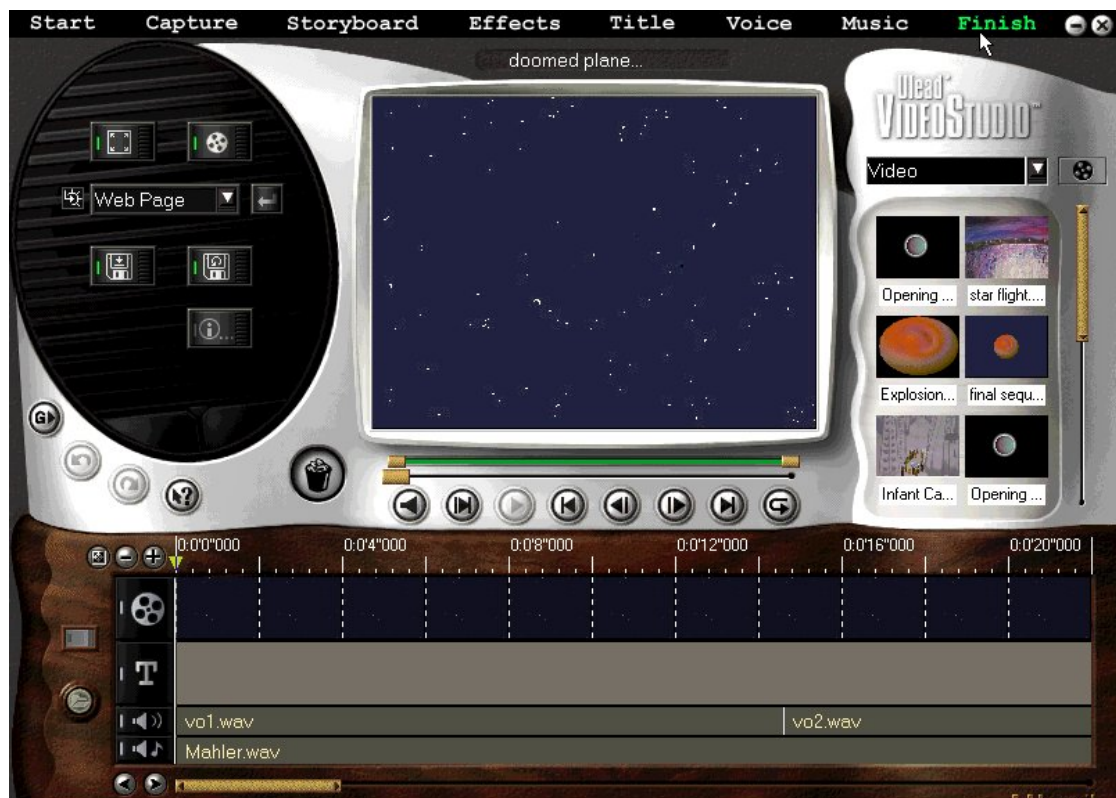 Start Capture Storyboard Effects Title Voice Music Finish
doomed plane...
Ulead™
VIDEOSTUDIO™
Video
Web Page
Opening ... star flight....
i...
Explosion... final sequ...
G
Infant Ca... Opening ...
0:0'0"000 0:0'4"000 0:0'8"000 0:0'12"000 0:0'16"000 0:0'20"000
T
vo1.wav vo2.wav
Mahler.wav